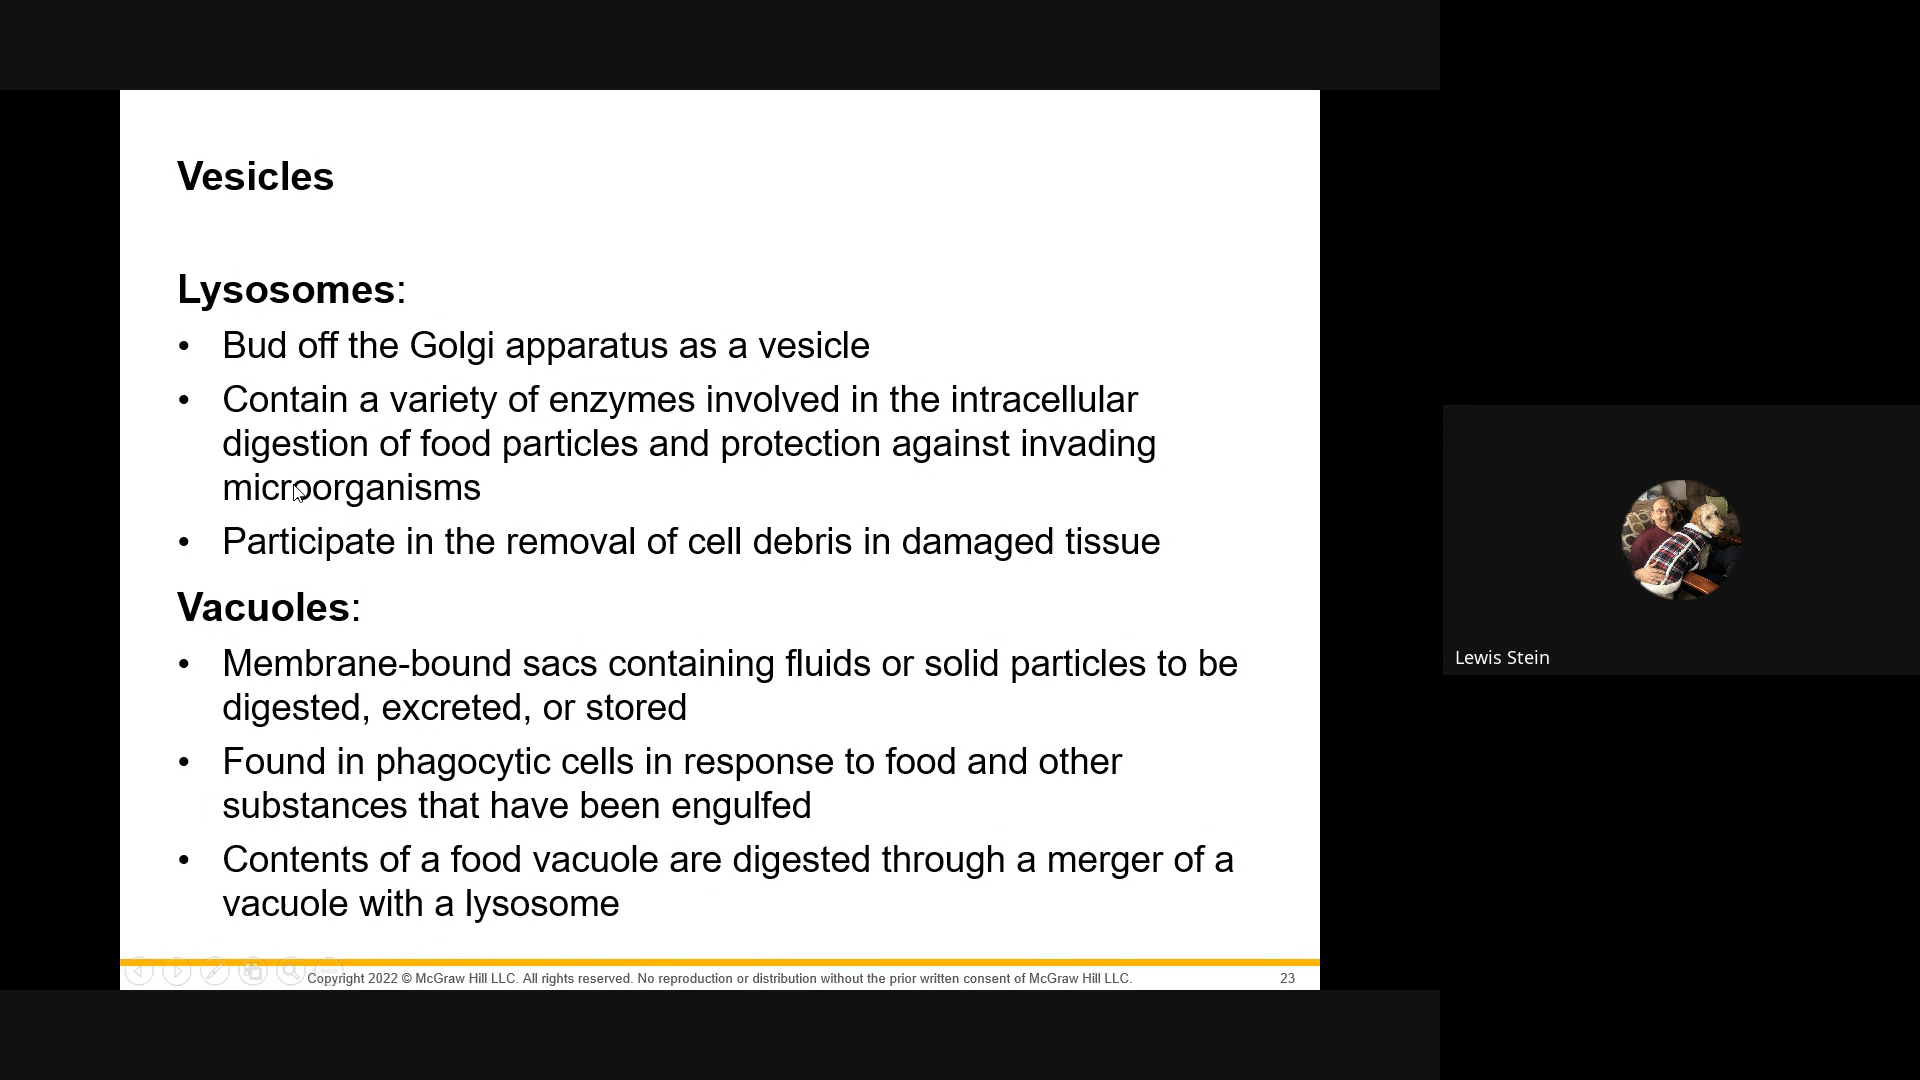 Vesicles
Lysosomes:
• Bud off the Golgi apparatus as a vesicle
• Contain a variety of enzymes involved in the intracellular
digestion of food particles and protection against invading
microorganisms
• Participate in the removal of cell debris in damaged tissue
Vacuoles:
• Membrane-bound sacs containing fluids or solid particles to be
digested, excreted, or stored
• Found in phagocytic cells in response to food and other
substances that have been engulfed
• Contents of a food vacuole are digested through a merger of a
vacuole with a lysosome
Copyright 2022 © McGraw Hill LLC. All rights reserved. No reproduction or distribution without the prior written consent of McGraw Hill LLC.
23
Lewis Stein